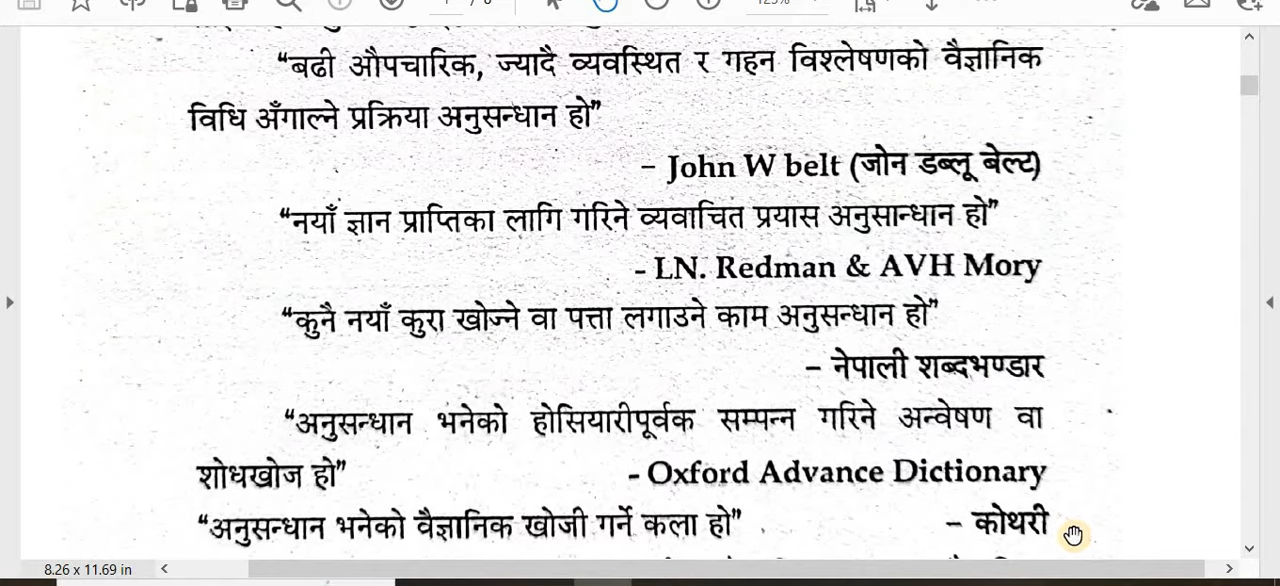 “बढी औपचारिक, ज्यादै व्यवस्थित र गहन विश्लेषणको वैज्ञानिक
विधि अँगाल्ने प्रक्रिया अनुसन्धान हो”
– John W belt (जोन डब्लू बेल्ट)
“नयाँ ज्ञान प्राप्तिका लागि गरिने व्यवाचित प्रयास अनुसान्धान हो”
- LN. Redman & AVH Mory
“कुनै नयाँ कुरा खोज्ने वा पत्ता लगाउने काम अनुसन्धान हो”
– नेपाली शब्दभण्डार
“अनुसन्धान भनेको होसियारीपूर्वक सम्पन्न गरिने अन्वेषण वा
शोधखोज हो” - Oxford Advance Dictionary
“अनुसन्धान भनेको वैज्ञानिक खोजी गर्ने कला हो” – कोथरी
8.26 x 11.69 in